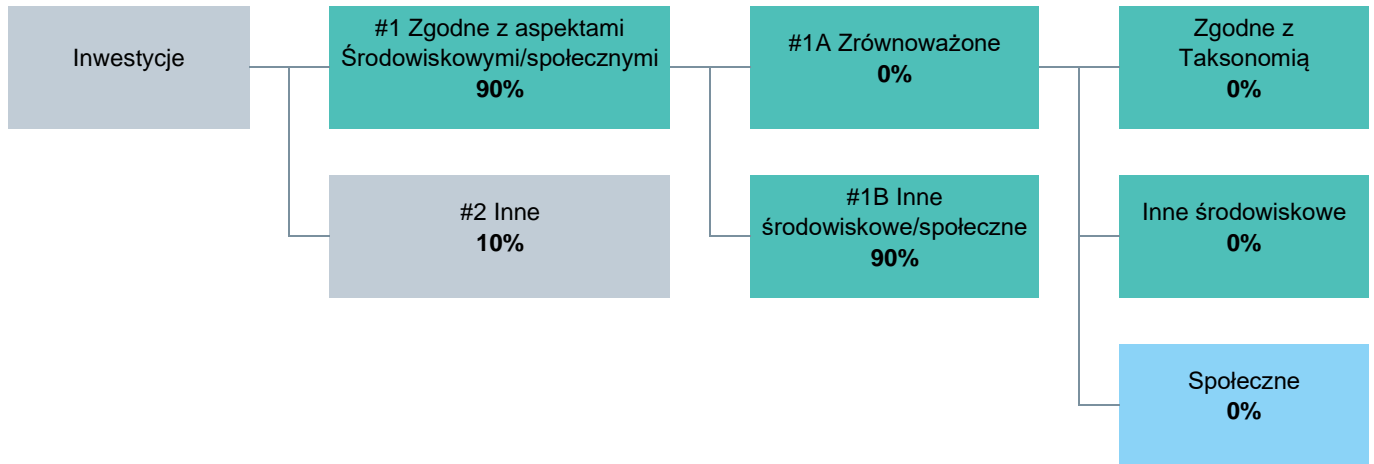 Inwestycje
#1 Zgodne z aspektami
Środowiskowymi/społecznymi
90%
#1A Zrównoważone
0%
Zgodne z
Taksonomią
0%
#2 Inne
10%
#1B Inne
środowiskowe/społeczne
90%
Inne środowiskowe
0%
Społeczne
0%